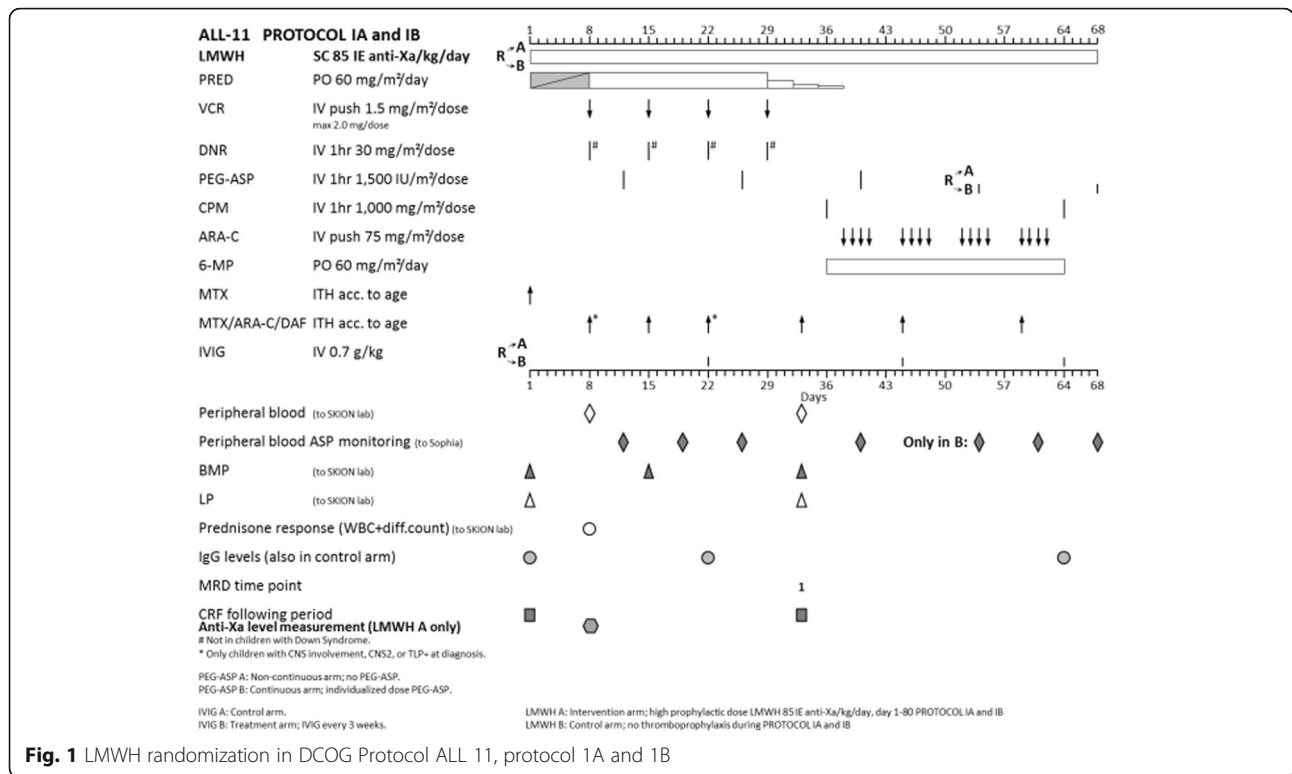 1 8 15 22 29 36 43 50 57 64 68
ALL-11 PROTOCOL IA and IB
LMWH SC 85 IE anti-Xa/kg/day R A B
PRED PO 60 mg/m²/day
VCR IV push 1.5 mg/m²/dose
max 2.0 mg/dose
DNR IV 1hr 30 mg/m²/dose # # # #
PEG-ASP IV 1hr 1,500 IU/m²/dose R A B
CPM IV 1hr 1,000 mg/m²/dose
ARA-C IV push 75 mg/m²/dose
6-MP PO 60 mg/m²/day
MTX ITH acc. to age
MTX/ARA-C/DAF ITH acc. to age * *
IVIG IV 0.7 g/kg R A B
1 8 15 22 29 36 43 50 57 64 68
Days
Peripheral blood (to SKION lab)
Peripheral blood ASP monitoring (to Sophia) Only in B:
BMP (to SKION lab)
LP (to SKION lab)
Prednisone response (WBC+diff.count) (to SKION lab)
IgG levels (also in control arm)
MRD time point 1
CRF following period
Anti-Xa level measurement (LMWH A only)
# Not in children with Down Syndrome.
* Only children with CNS involvement, CNS2, or TLP+ at diagnosis.
PEG-ASP A: Non-continuous arm; no PEG-ASP.
PEG-ASP B: Continuous arm; individualized dose PEG-ASP.
IVIG A: Control arm. LMWH A: Intervention arm; high prophylactic dose LMWH 85 IE anti-Xa/kg/day, day 1-80 PROTOCOL IA and IB
IVIG B: Treatment arm; IVIG every 3 weeks. LMWH B: Control arm; no thromboprophylaxis during PROTOCOL IA and IB
Fig. 1 LMWH randomization in DCOG Protocol ALL 11, protocol 1A and 1B